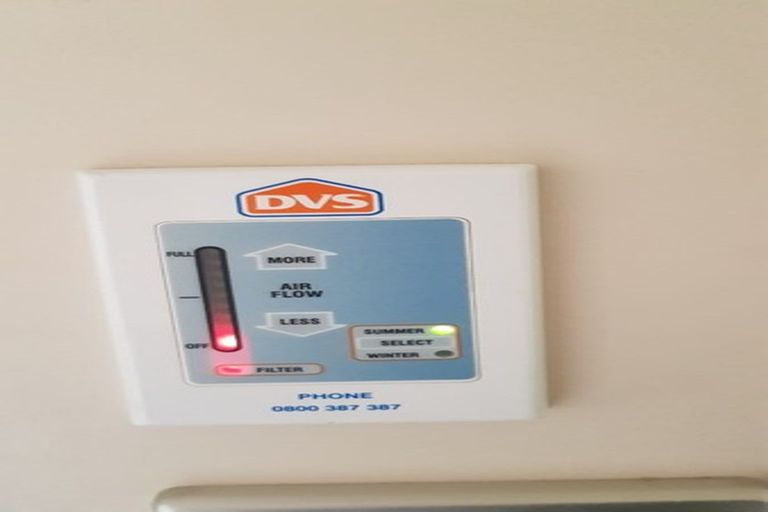 DVS
FULL
MORE
AIR
FLOW
LESS
OFF
SUMMER
SELECT
WINTER
FILTER
PHONE
0800 387 387